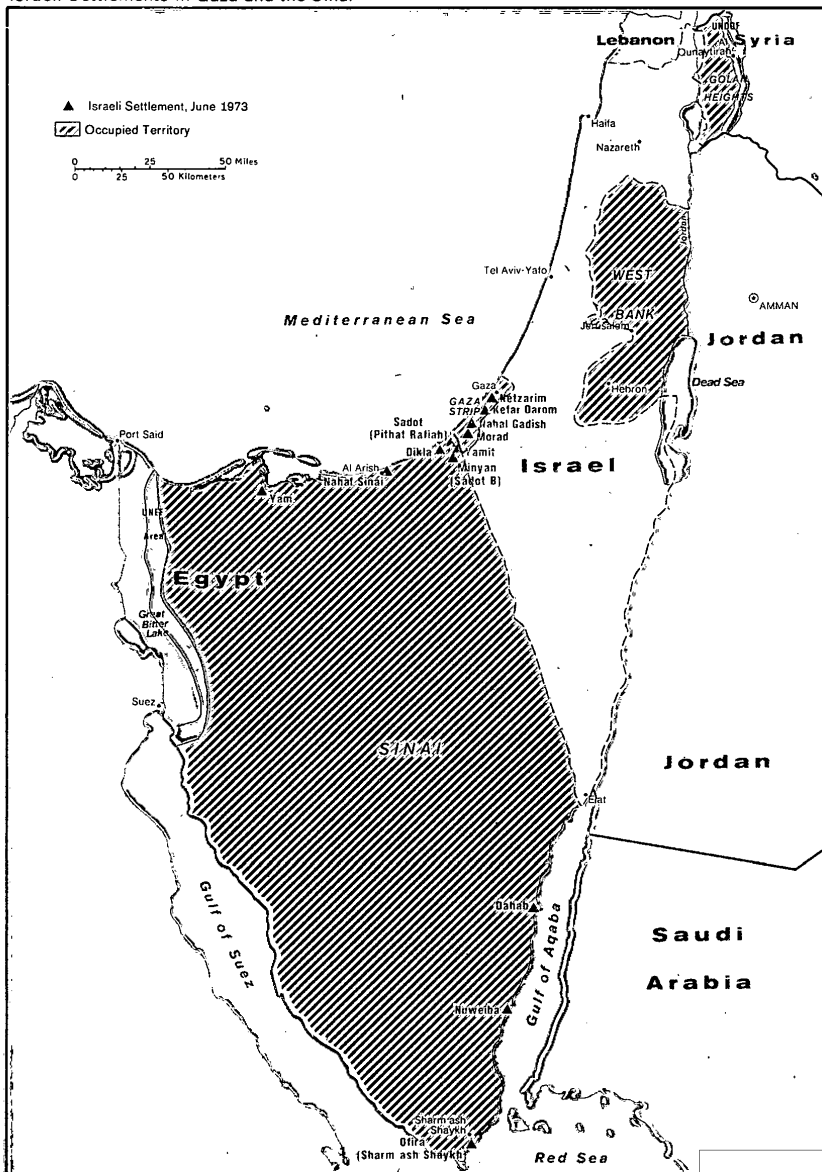 Israeli Settlements in Gaza and the Sinai
Lebanon
UNDOF
Syria
Qunaytirah
GOLAN
HEIGHTS
▲ Israeli Settlement, June 1973
Occupied Territory
0 25 50 Miles
0 25 50 Kilometers
Haifa
Nazareth
Jordan
Tel Aviv-Yafo
WEST
BANK
Jerusalem
AMMAN
Mediterranean Sea
Jordan
Dead Sea
Hebron
Gaza
GAZA
STRIP
Netzarim
Kefar Darom
Nahal Gadish
Morad
Sadot
(Pithat Rafiah)
Dikla
Yamit
Minyan
(Sadot B)
Israel
Port Said
Al Arish
Nahal Sinai
Yam
UNEF
Area
Egypt
Great
Bitter
Lake
Suez
SINAI
Jordan
Elat
Gulf of Suez
Dahab
Gulf of Aqaba
Saudi
Arabia
Nuweiba
Sharm ash
Shaykh
Ofira
(Sharm ash Shaykh)
Red Sea